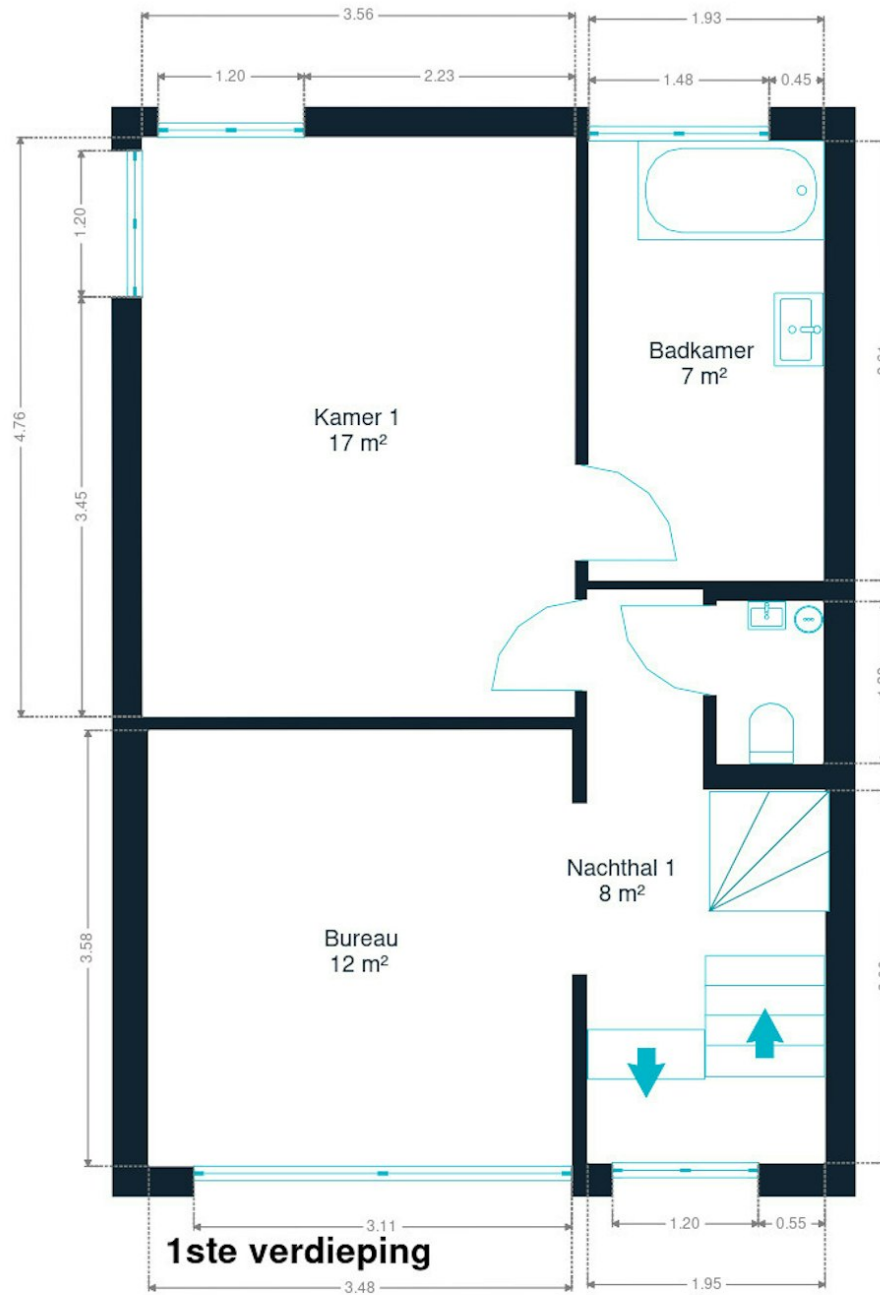 3.56
1.93
1.20
2.23
1.48
0.45
1.20
4.76
3.45
Kamer 1
17 m²
Badkamer
7 m²
3.58
Nachthal 1
8 m²
Bureau
12 m²
3.11
1.20
0.55
1ste verdieping
3.48
1.95